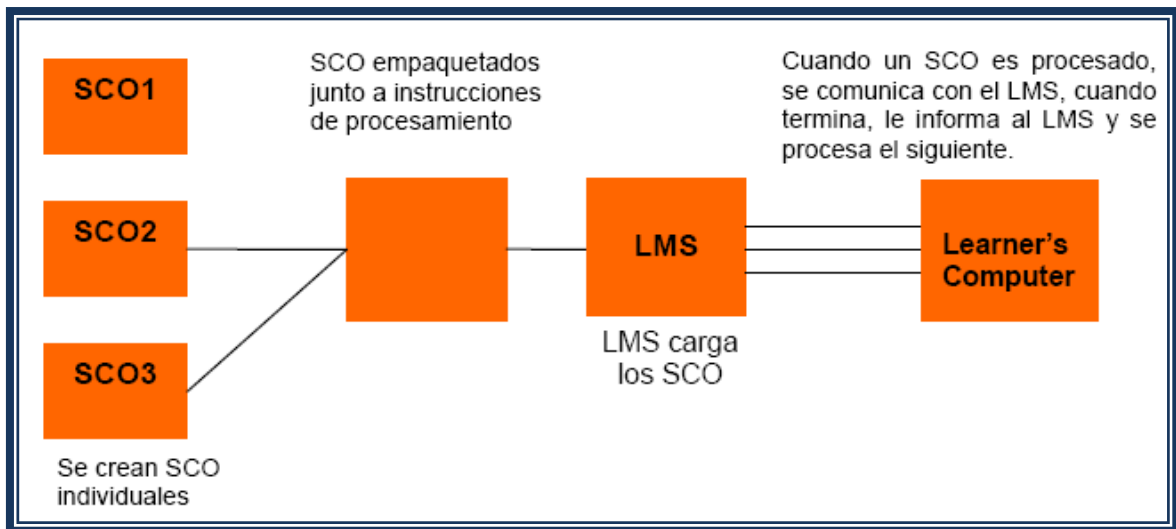 SCO1
SCO empaquetados
junto a instrucciones
de procesamiento
Cuando un SCO es procesado,
se comunica con el LMS, cuando
termina, le informa al LMS y se
procesa el siguiente.
SCO2
LMS
Learner's
Computer
LMS carga
los SCO
SCO3
Se crean SCO
individuales